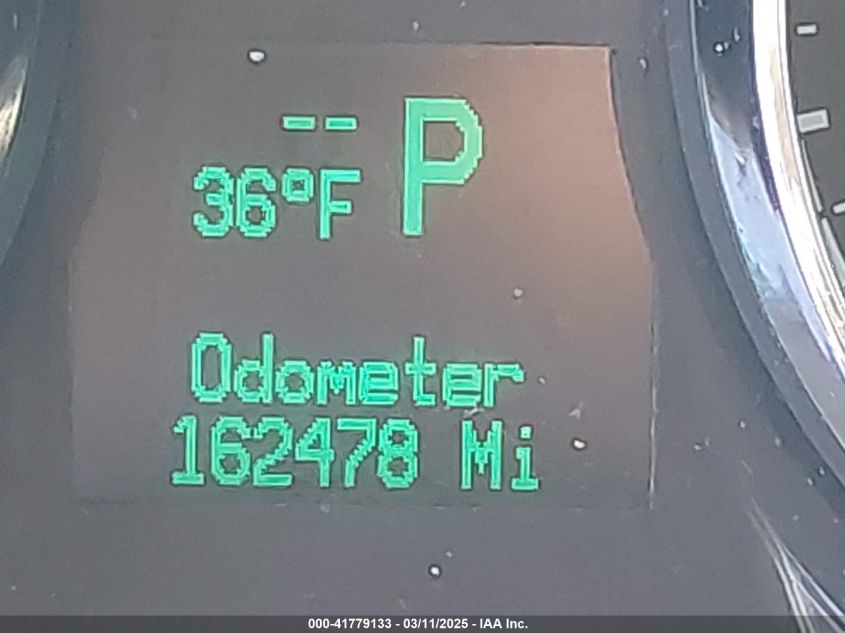 --
36°F P
Odometer
162478 Mi
000-41779133 - 03/11/2025 - IAA Inc.